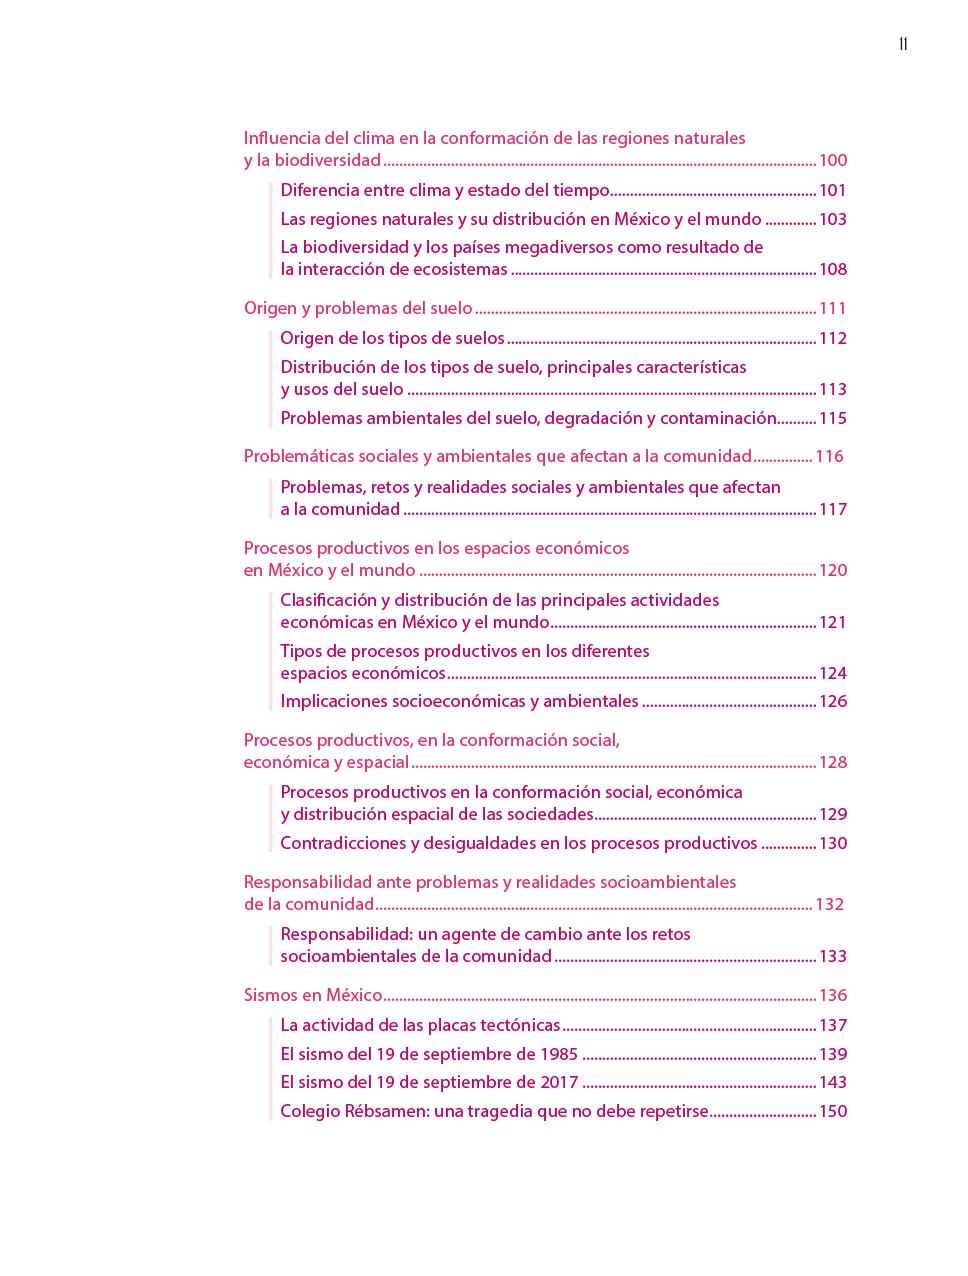 11
Influencia del clima en la conformación de las regiones naturales
y la biodiversidad ............................................................................................................. 100
Diferencia entre clima y estado del tiempo.................................................... 101
Las regiones naturales y su distribución en México y el mundo ............. 103
La biodiversidad y los países megadiversos como resultado de
la interacción de ecosistemas ............................................................................. 108
Origen y problemas del suelo ...................................................................................... 111
Origen de los tipos de suelos .............................................................................. 112
Distribución de los tipos de suelo, principales características
y usos del suelo ....................................................................................................... 113
Problemas ambientales del suelo, degradación y contaminación.......... 115
Problemáticas sociales y ambientales que afectan a la comunidad ............... 116
Problemas, retos y realidades sociales y ambientales que afectan
a la comunidad ........................................................................................................ 117
Procesos productivos en los espacios económicos
en México y el mundo .................................................................................................... 120
Clasificación y distribución de las principales actividades
económicas en México y el mundo................................................................... 121
Tipos de procesos productivos en los diferentes
espacios económicos............................................................................................. 124
Implicaciones socioeconómicas y ambientales ............................................ 126
Procesos productivos, en la conformación social,
económica y espacial ...................................................................................................... 128
Procesos productivos en la conformación social, económica
y distribución espacial de las sociedades........................................................ 129
Contradicciones y desigualdades en los procesos productivos .............. 130
Responsabilidad ante problemas y realidades socioambientales
de la comunidad.............................................................................................................. 132
Responsabilidad: un agente de cambio ante los retos
socioambientales de la comunidad .................................................................. 133
Sismos en México............................................................................................................. 136
La actividad de las placas tectónicas ................................................................ 137
El sismo del 19 de septiembre de 1985 ........................................................... 139
El sismo del 19 de septiembre de 2017 ........................................................... 143
Colegio Rébsamen: una tragedia que no debe repetirse........................... 150